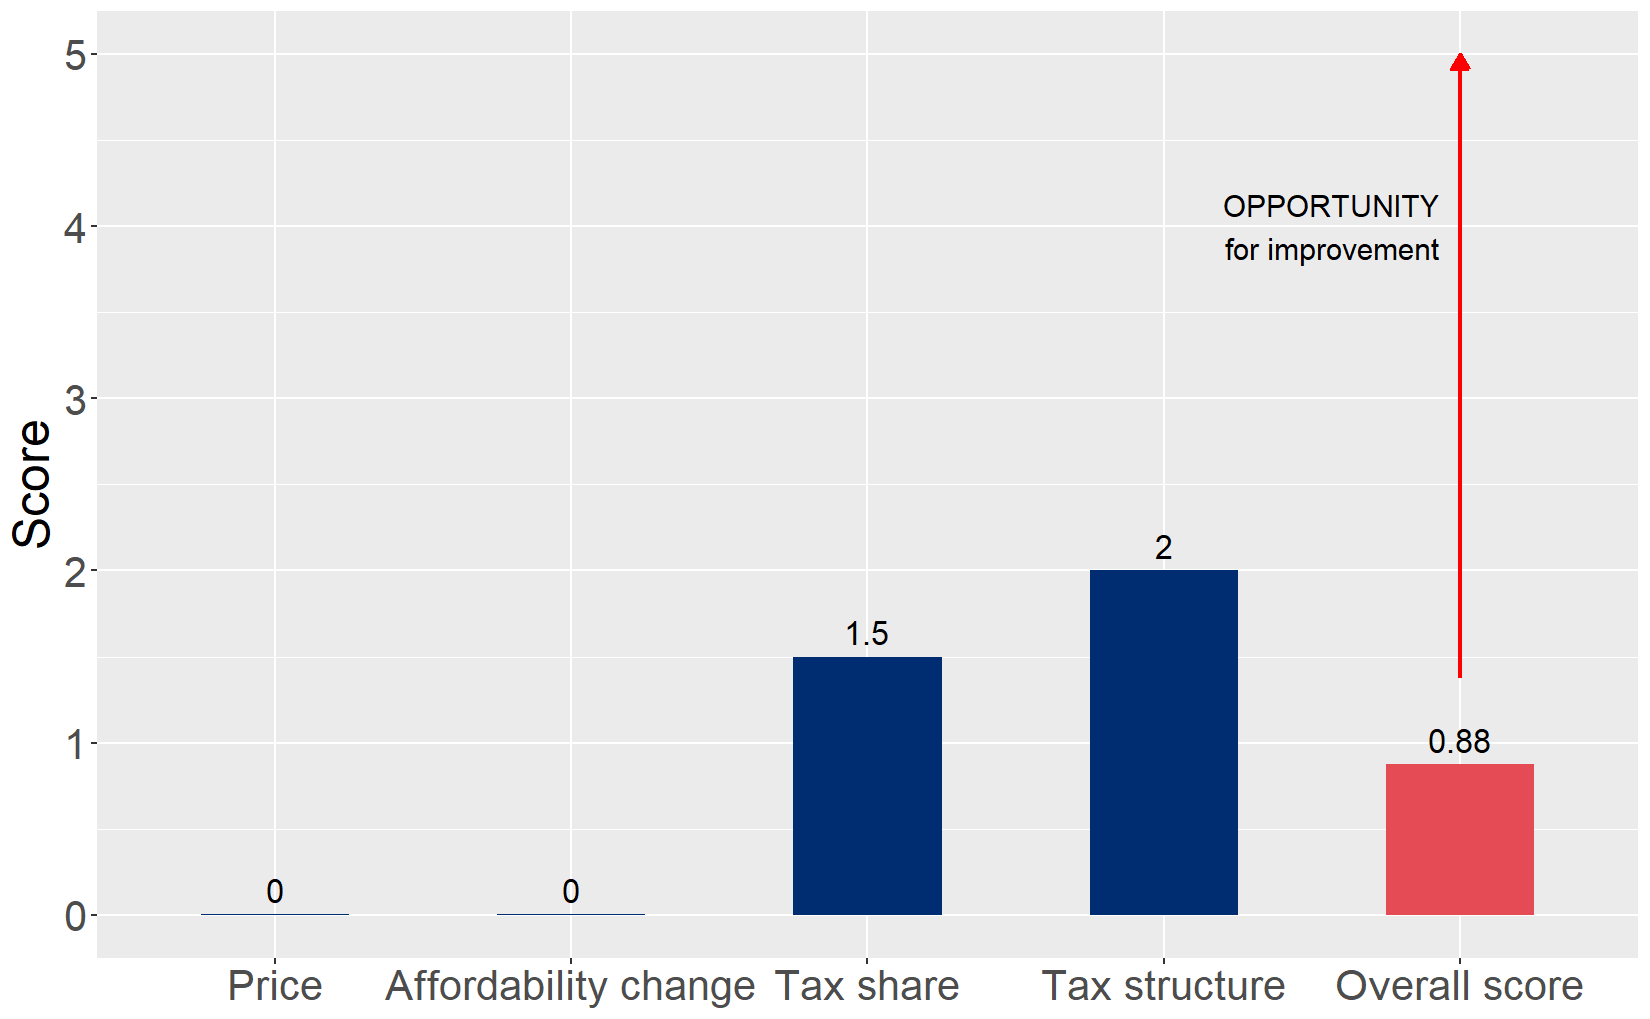 Score
5
4
3
2
1
0
OPPORTUNITY
for improvement
0
0
1.5
2
0.88
Price
Affordability change
Tax share
Tax structure
Overall score